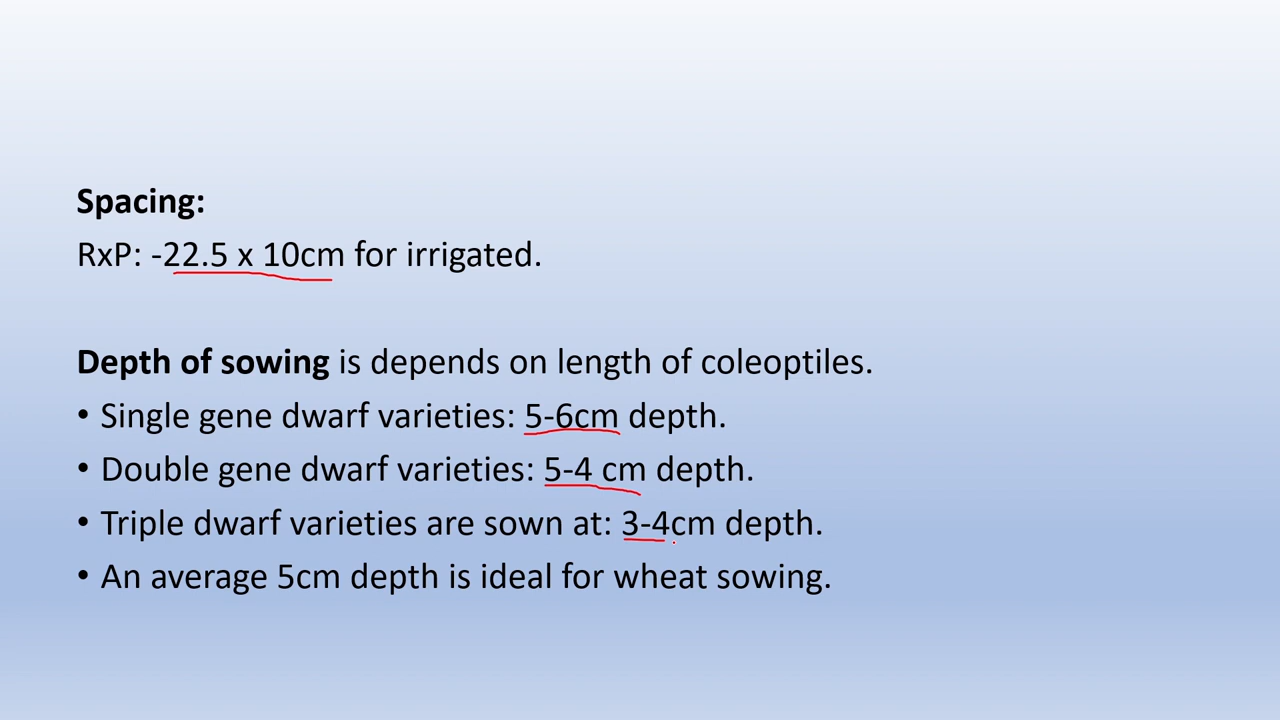 Spacing:
RxP: -22.5 x 10cm for irrigated.
Depth of sowing is depends on length of coleoptiles.
• Single gene dwarf varieties: 5-6cm depth.
• Double gene dwarf varieties: 5-4 cm depth.
• Triple dwarf varieties are sown at: 3-4cm depth.
• An average 5cm depth is ideal for wheat sowing.